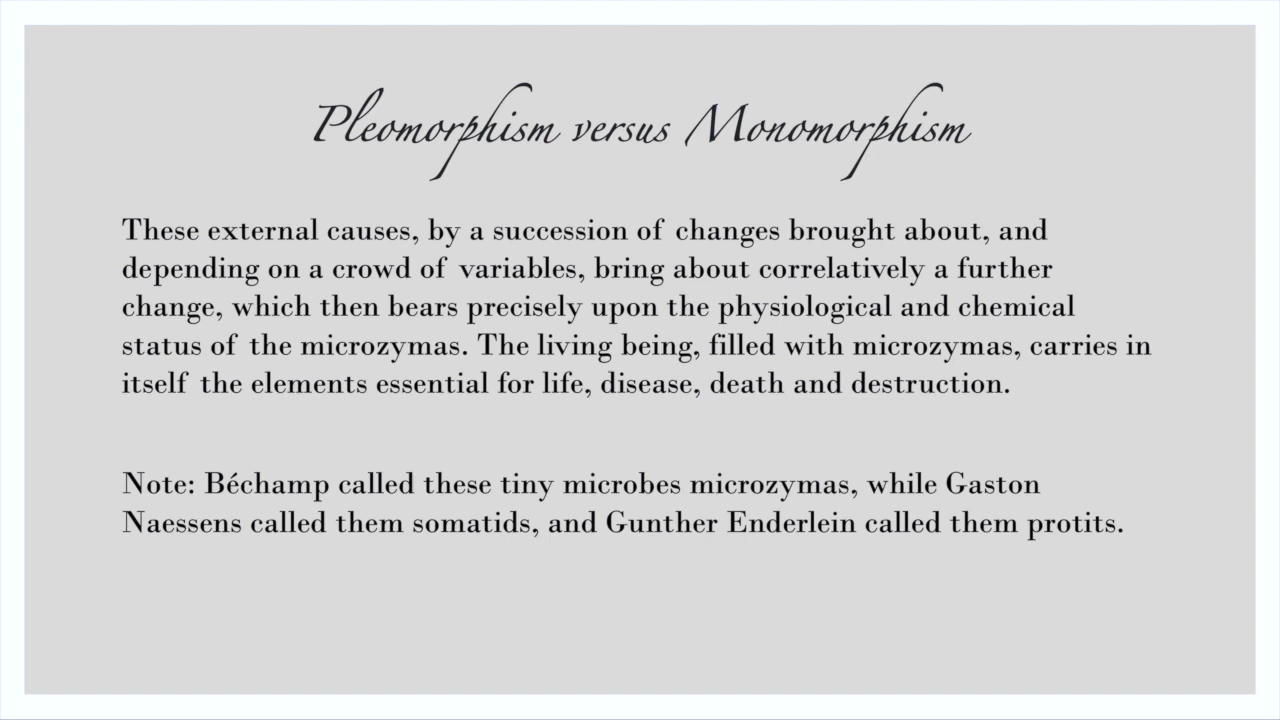 Pleomorphism versus Monomorphism
These external causes, by a succession of changes brought about, and
depending on a crowd of variables, bring about correlatively a further
change, which then bears precisely upon the physiological and chemical
status of the microzymas. The living being, filled with microzymas, carries in
itself the elements essential for life, disease, death and destruction.
Note: Béchamp called these tiny microbes microzymas, while Gaston
Naessens called them somatids, and Gunther Enderlein called them protits.